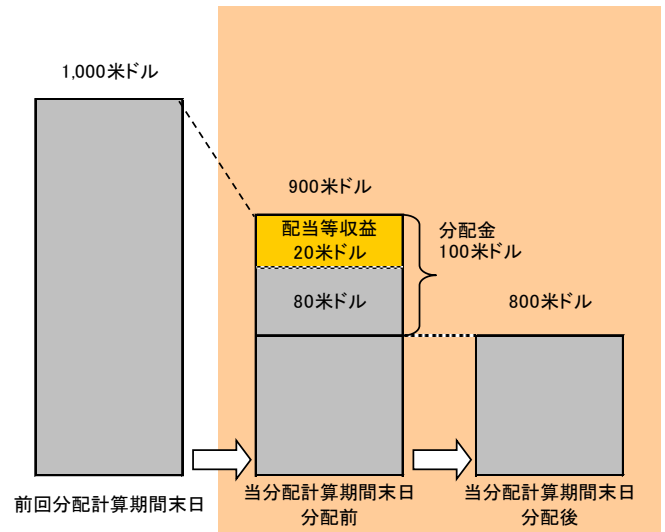 1,000米ドル
900米ドル
配当等収益
20米ドル
80米ドル
分配金
100米ドル
800米ドル
前回分配計算期間末日
当分配計算期間末日
分配前
当分配計算期間末日
分配後